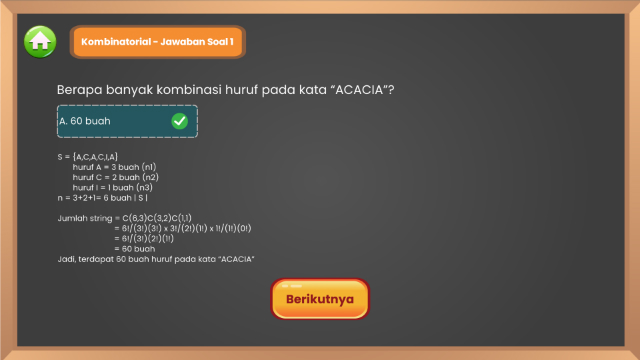 Kombinatorial - Jawaban Soal 1
Berapa banyak kombinasi huruf pada kata “ACACIA”?
A. 60 buah
S = {A,C,A,C,I,A}
huruf A = 3 buah (n1)
huruf C = 2 buah (n2)
huruf I = 1 buah (n3)
n = 3+2+1= 6 buah | S |
Jumlah string = C(6,3)C(3,2)C(1,1)
= 6!/(3!)(3!) x 3!/(2!)(1!) x 1!/(1!)(0!)
= 6!/(3!)(2!)(1!)
= 60 buah
Jadi, terdapat 60 buah huruf pada kata “ACACIA”
Berikutnya